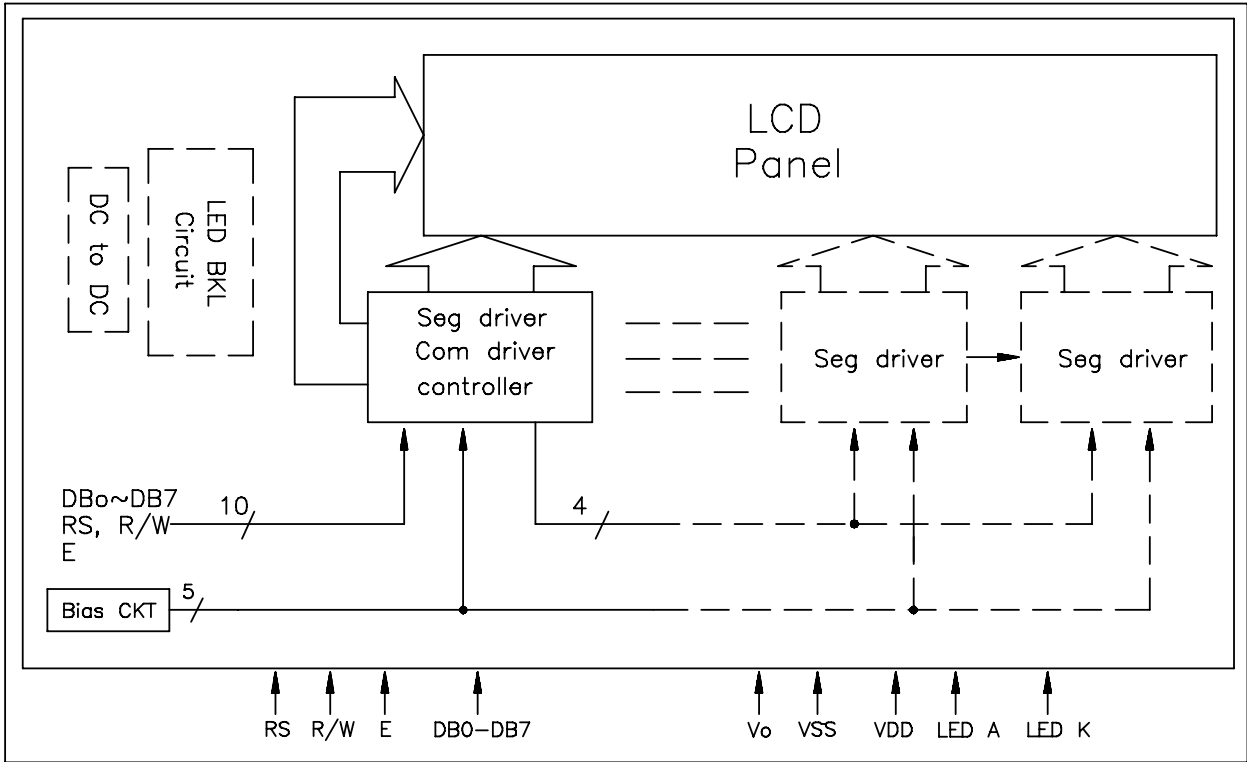 LCD
Panel
DC to DC
LED BKL
Circuit
Seg driver
Com driver
controller
Seg driver
Seg driver
DBo~DB7
RS, R/W
E
10
4
Bias CKT
5
RS
R/W
E
DB0-DB7
Vo
VSS
VDD
LED A
LED K